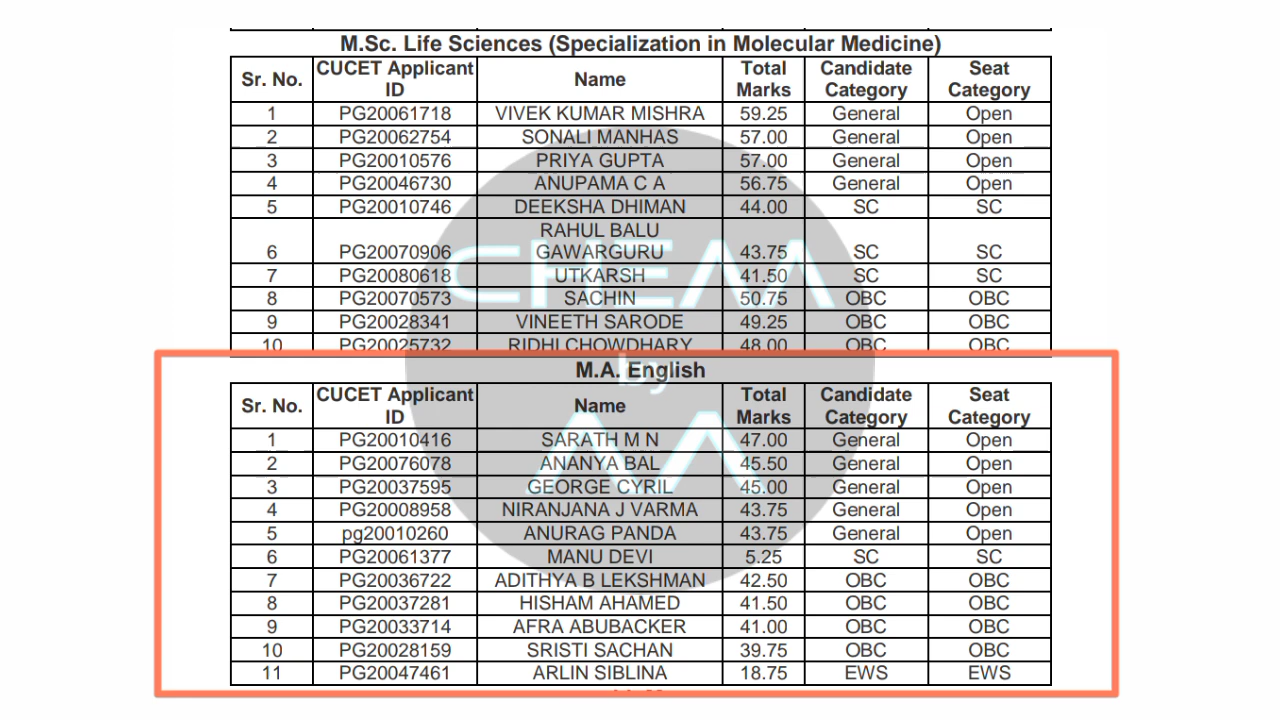 M.Sc. Life Sciences (Specialization in Molecular Medicine)
Sr. No. CUCET Applicant ID Name Total Marks Candidate Category Seat Category
1 PG20061718 VIVEK KUMAR MISHRA 59.25 General Open
2 PG20062754 SONALI MANHAS 57.00 General Open
3 PG20010576 PRIYA GUPTA 57.00 General Open
4 PG20046730 ANUPAMA C A 56.75 General Open
5 PG20010746 DEEKSHA DHIMAN 44.00 SC SC
6 PG20070906 RAHUL BALU GAWARGURU 43.75 SC SC
7 PG20080618 UTKARSH 41.50 SC SC
8 PG20070573 SACHIN 50.75 OBC OBC
9 PG20028341 VINEETH SARODE 49.25 OBC OBC
10 PG20025732 RIDHI CHOWDHARY 48.00 OBC OBC
M.A. English
Sr. No. CUCET Applicant ID Name Total Marks Candidate Category Seat Category
1 PG20010416 SARATH M N 47.00 General Open
2 PG20076078 ANANYA BAL 45.50 General Open
3 PG20037595 GEORGE CYRIL 45.00 General Open
4 PG20008958 NIRANJANA J VARMA 43.75 General Open
5 pg20010260 ANURAG PANDA 43.75 General Open
6 PG20061377 MANU DEVI 5.25 SC SC
7 PG20036722 ADITHYA B LEKSHMAN 42.50 OBC OBC
8 PG20037281 HISHAM AHAMED 41.50 OBC OBC
9 PG20033714 AFRA ABUBACKER 41.00 OBC OBC
10 PG20028159 SRISTI SACHAN 39.75 OBC OBC
11 PG20047461 ARLIN SIBLINA 18.75 EWS EWS
CHEM
by
AA